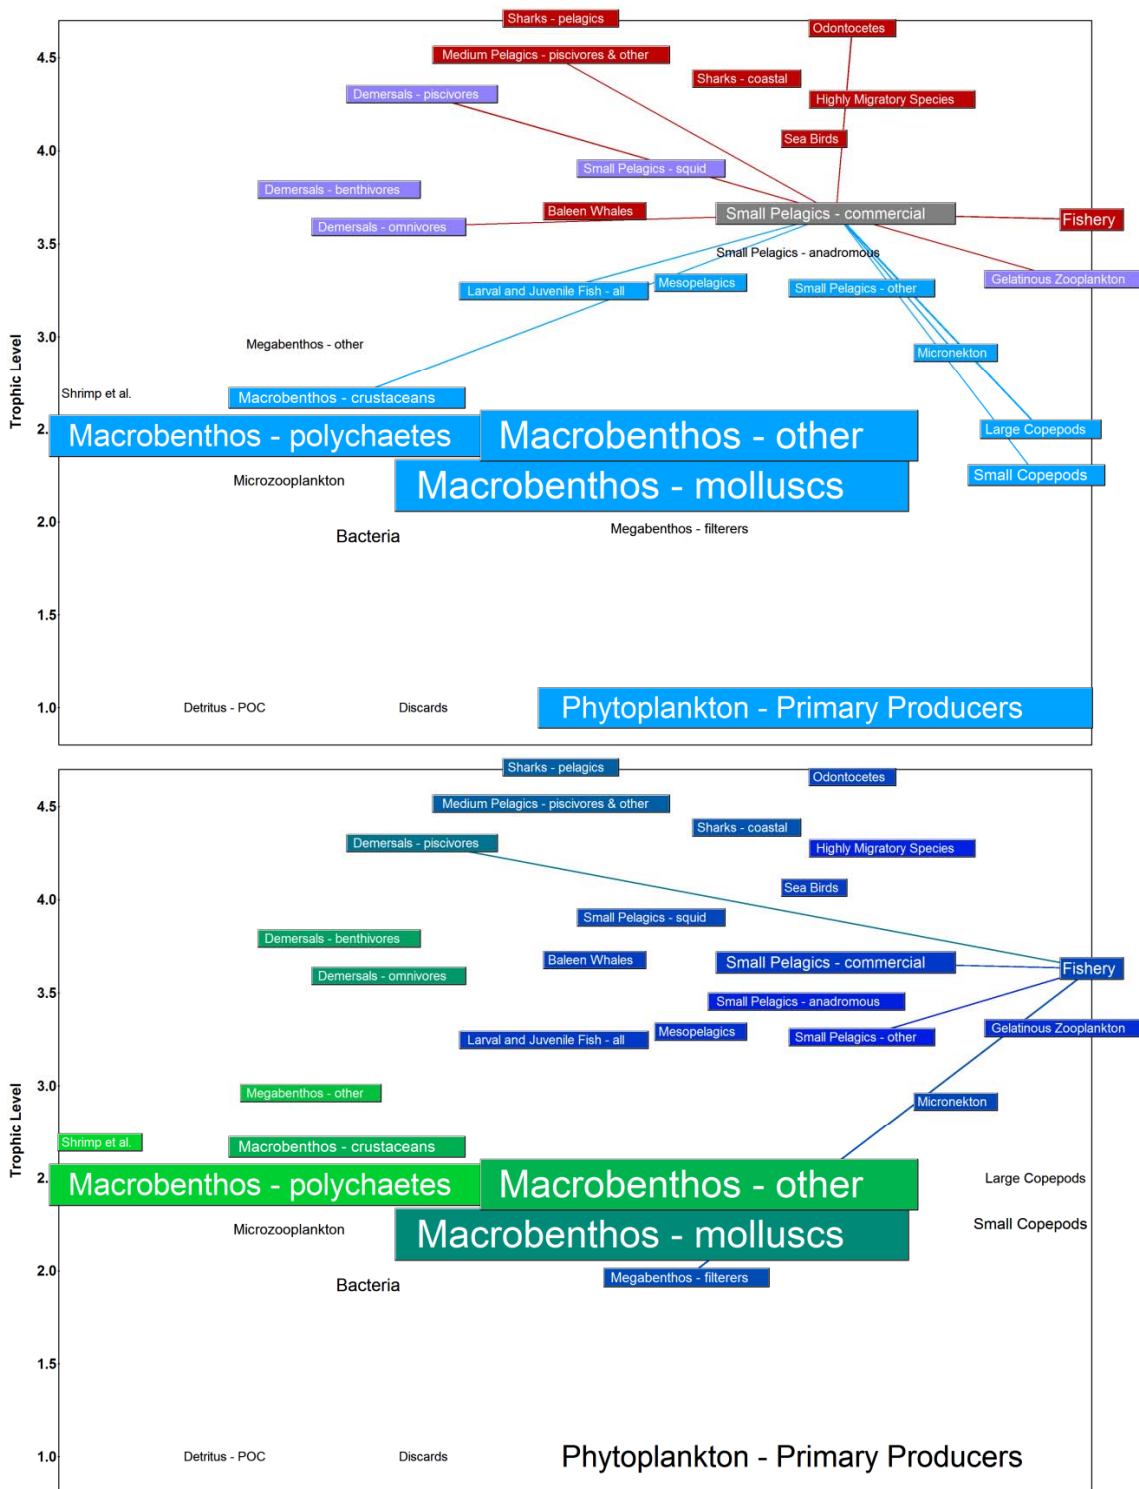 Sharks - pelagics
Odontocetes
4.5
Medium Pelagics - piscivores & other
Sharks - coastal
Demersals - piscivores
Highly Migratory Species
4.0
Sea Birds
Small Pelagics - squid
Demersals - benthivores
Baleen Whales
Small Pelagics - commercial
Fishery
Demersals - omnivores
3.5
Small Pelagics - anadromous
Gelatinous Zooplankton
Larval and Juvenile Fish - all
Mesopelagics
Small Pelagics - other
3.0
Megabenthos - other
Micronekton
Trophic Level
Shrimp et al.
Macrobenthos - crustaceans
2.
Macrobenthos - polychaetes
Macrobenthos - other
Large Copepods
Microzooplankton
Macrobenthos - molluscs
Small Copepods
2.0
Bacteria
Megabenthos - filterers
1.5
1.0
Detritus - POC
Discards
Phytoplankton - Primary Producers
Sharks - pelagics
Odontocetes
4.5
Medium Pelagics - piscivores & other
Sharks - coastal
Demersals - piscivores
Highly Migratory Species
4.0
Sea Birds
Small Pelagics - squid
Demersals - benthivores
Baleen Whales
Small Pelagics - commercial
Fishery
Demersals - omnivores
3.5
Small Pelagics - anadromous
Gelatinous Zooplankton
Larval and Juvenile Fish - all
Mesopelagics
Small Pelagics - other
3.0
Megabenthos - other
Micronekton
Trophic Level
Shrimp et al.
Macrobenthos - crustaceans
2.
Macrobenthos - polychaetes
Macrobenthos - other
Large Copepods
Microzooplankton
Macrobenthos - molluscs
Small Copepods
2.0
Bacteria
Megabenthos - filterers
1.5
1.0
Detritus - POC
Discards
Phytoplankton - Primary Producers